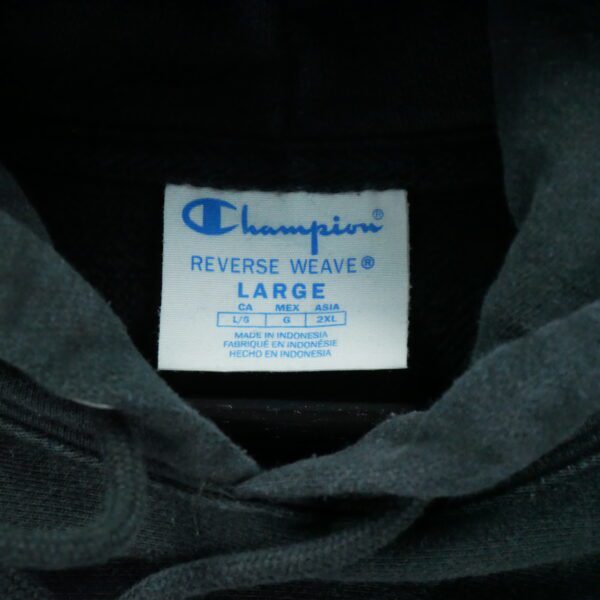 Champion®
REVERSE WEAVE®
LARGE
CA MEX ASIA
L/G G 2XL
MADE IN INDONESIA
FABRIQUÉ EN INDONÉSIE
HECHO EN INDONESIA